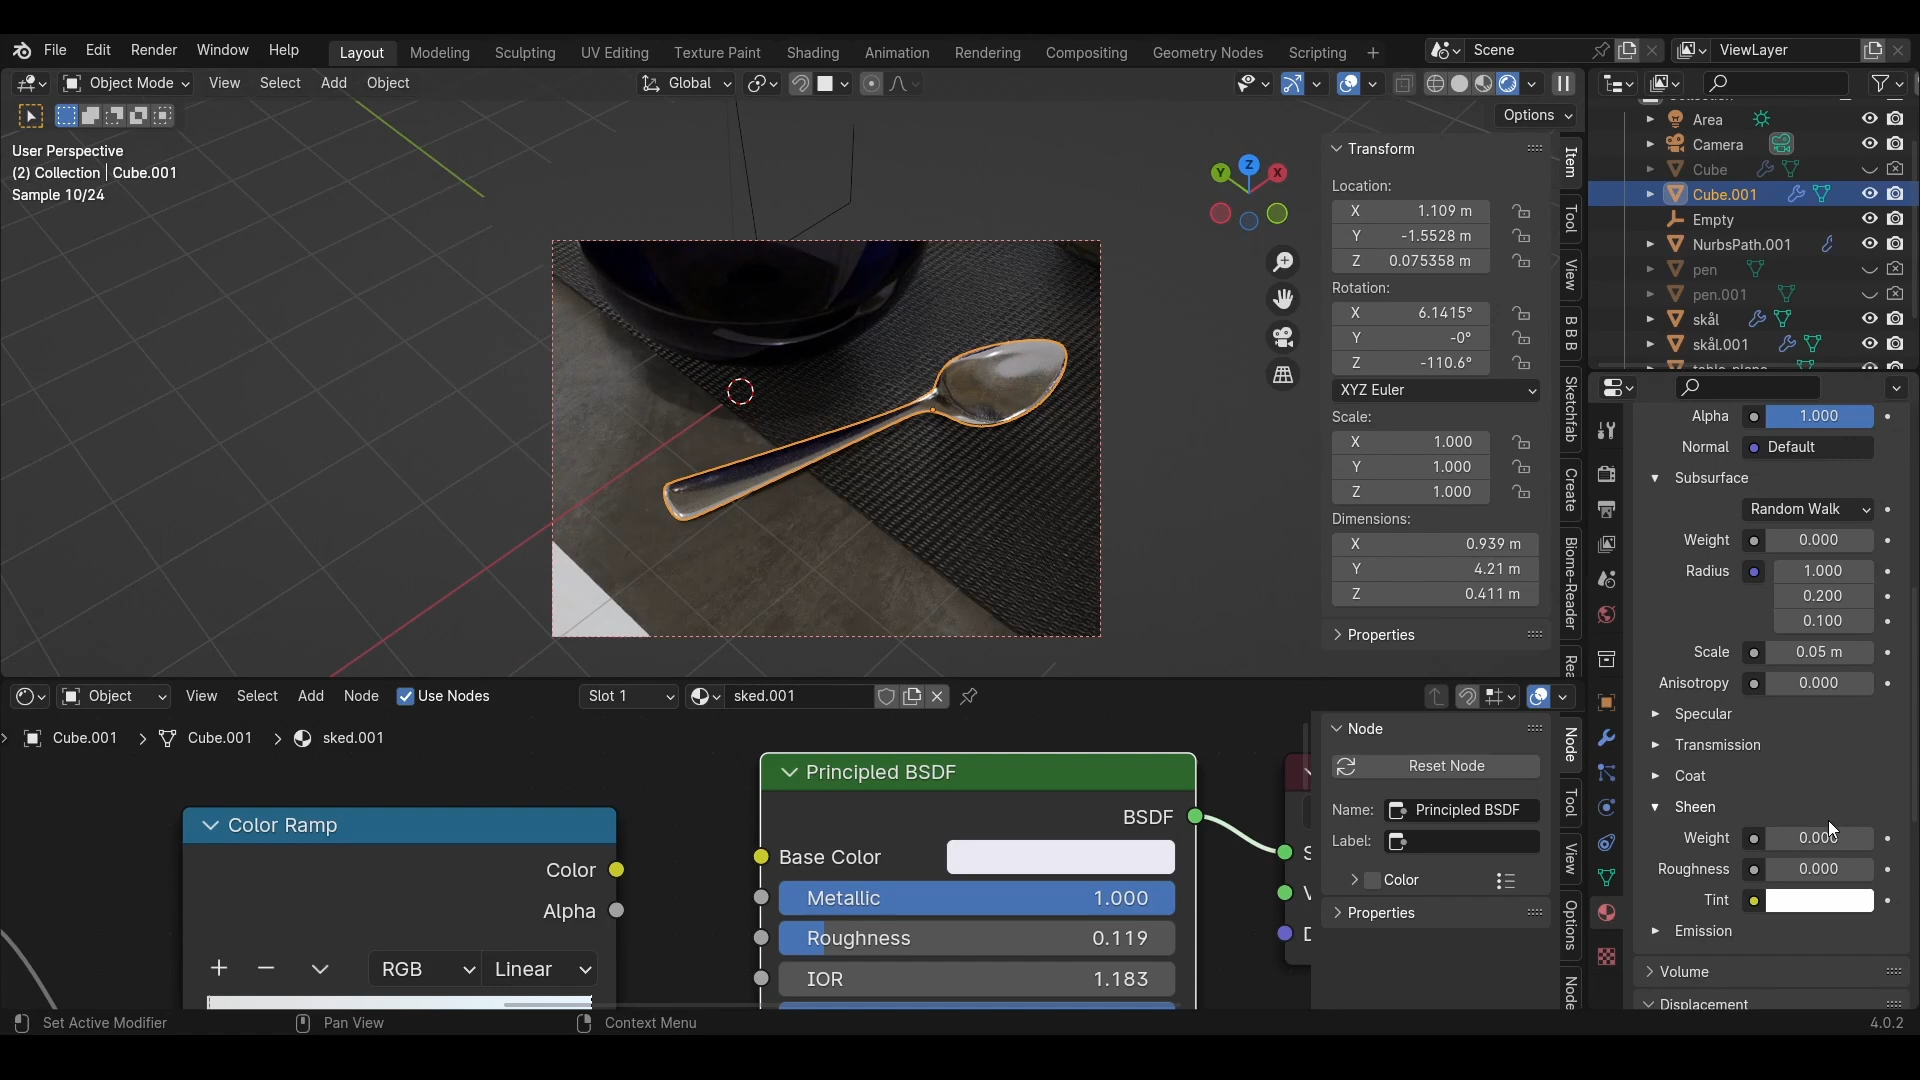 File Edit Render Window Help Layout Modeling Sculpting UV Editing Texture Paint Shading Animation Rendering Compositing Geometry Nodes Scripting + Scene ViewLayer
Object Mode View Select Add Object Global
Options
User Perspective
(2) Collection | Cube.001
Sample 10/24
Y Z X
Transform
Location:
X 1.109 m
Y -1.5528 m
Z 0.075358 m
Rotation:
X 6.1415°
Y -0°
Z -110.6°
XYZ Euler
Scale:
X 1.000
Y 1.000
Z 1.000
Dimensions:
X 0.939 m
Y 4.21 m
Z 0.411 m
Properties
Item
Tool
View
B B B
Sketchfab
Create
Biome-Reader
Area
Camera
Cube
Cube.001
Empty
NurbsPath.001
pen
pen.001
skål
skål.001
Alpha 1.000
Normal Default
Subsurface
Random Walk
Weight 0.000
Radius 1.000
0.200
0.100
Scale 0.05 m
Anisotropy 0.000
Specular
Transmission
Coat
Sheen
Weight 0.000
Roughness 0.000
Tint
Emission
Volume
Displacement
Object View Select Add Node Use Nodes Slot 1 sked.001
Cube.001 > Cube.001 > sked.001
Color Ramp
Color
Alpha
+ − RGB Linear
Principled BSDF
BSDF
Base Color
Metallic 1.000
Roughness 0.119
IOR 1.183
Node
Reset Node
Name: Principled BSDF
Label:
Color
Properties
Node
Tool
View
Options
Node
Set Active Modifier Pan View Context Menu 4.0.2